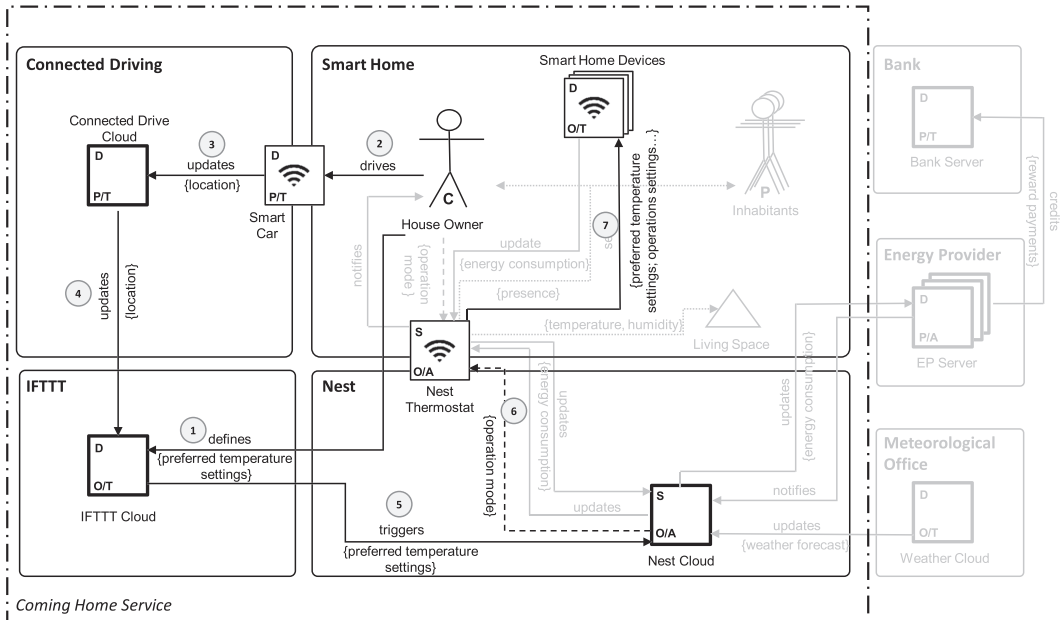 Connected Driving
Smart Home
Smart Home Devices
Bank
D
O/T
D
P/T
Bank Server
Connected Drive
Cloud
D
P/T
3
updates
{location}
D
P/T
Smart
Car
2
drives
C
House Owner
P
Inhabitants
7
se
{preferred temperature
settings; operations settings…}
credits
{reward payments}
notifies
{operation
mode }
update
{energy consumption}
{presence}
{temperature, humidity}
Living Space
4
updates
{location}
Energy Provider
D
P/A
EP Server
S
O/A
Nest
Thermostat
IFTTT
Nest
6
{operation mode}
updates
{energy consumption}
updates
{energy consumption}
1
defines
{preferred temperature
settings}
D
O/T
IFTTT Cloud
5
triggers
{preferred temperature
settings}
updates
S
O/A
Nest Cloud
notifies
updates
{weather forecast}
Meteorological
Office
D
O/T
Weather Cloud
Coming Home Service